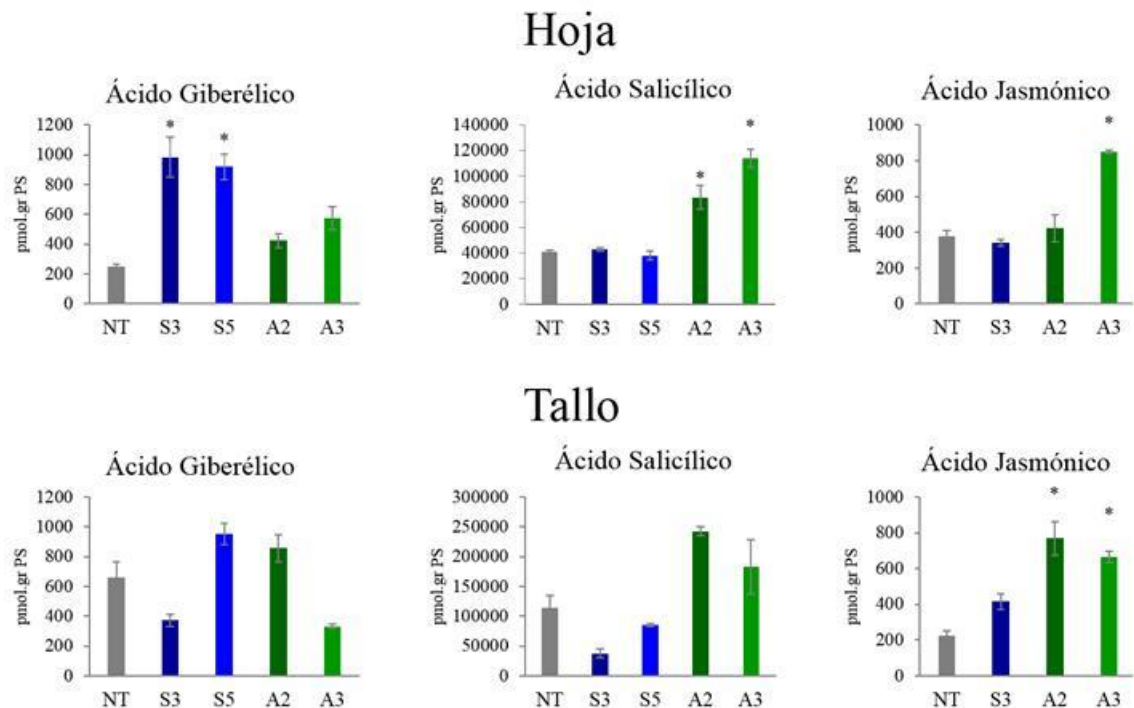 Hoja
Ácido Giberélico
1200
1000
800
600
400
200
0
pmol.gr PS
*
*
NT S3 S5 A2 A3
Ácido Salicílico
140000
120000
100000
80000
60000
40000
20000
0
pmol.gr PS
*
*
NT S3 S5 A2 A3
Ácido Jasmónico
1000
800
600
400
200
0
pmol.gr PS
*
NT S3 A2 A3
Tallo
Ácido Giberélico
1200
1000
800
600
400
200
0
pmol.gr PS
NT S3 S5 A2 A3
Ácido Salicílico
300000
250000
200000
150000
100000
50000
0
pmol.gr PS
NT S3 S5 A2 A3
Ácido Jasmónico
1000
800
600
400
200
0
pmol.gr PS
*
*
NT S3 A2 A3